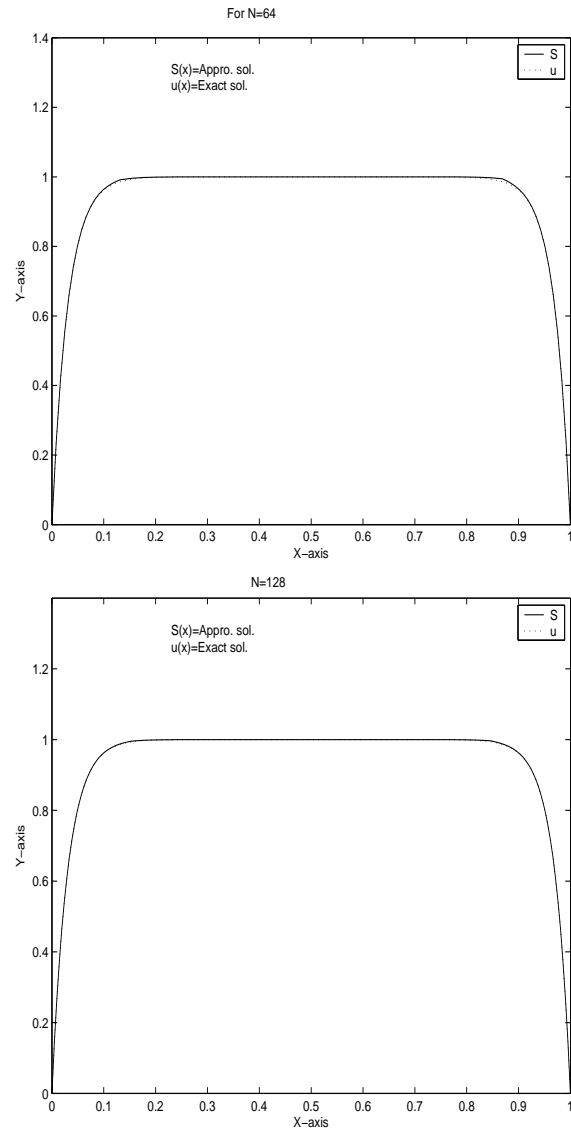 For N=64
1.4
S
u
S(x)=Appro. sol.
u(x)=Exact sol.
1.2
1
0.8
Y−axis
0.6
0.4
0.2
0
0 0.1 0.2 0.3 0.4 0.5 0.6 0.7 0.8 0.9 1
X−axis
N=128
S
u
S(x)=Appro. sol.
u(x)=Exact sol.
1.2
1
0.8
Y−axis
0.6
0.4
0.2
0
0 0.1 0.2 0.3 0.4 0.5 0.6 0.7 0.8 0.9 1
X−axis